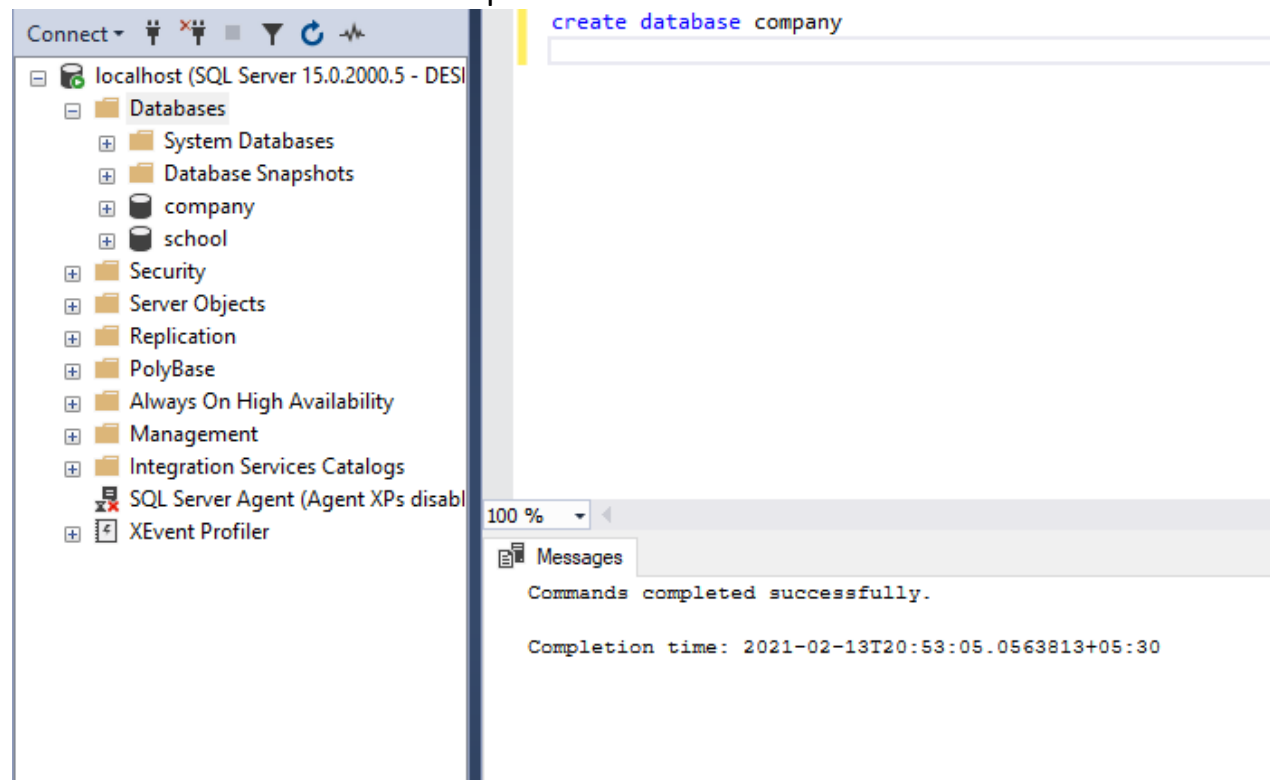 Connect
localhost (SQL Server 15.0.2000.5 - DESI
Databases
System Databases
Database Snapshots
company
school
Security
Server Objects
Replication
PolyBase
Always On High Availability
Management
Integration Services Catalogs
SQL Server Agent (Agent XPs disabl
XEvent Profiler
create database company
100 %
Messages
Commands completed successfully.
Completion time: 2021-02-13T20:53:05.0563813+05:30